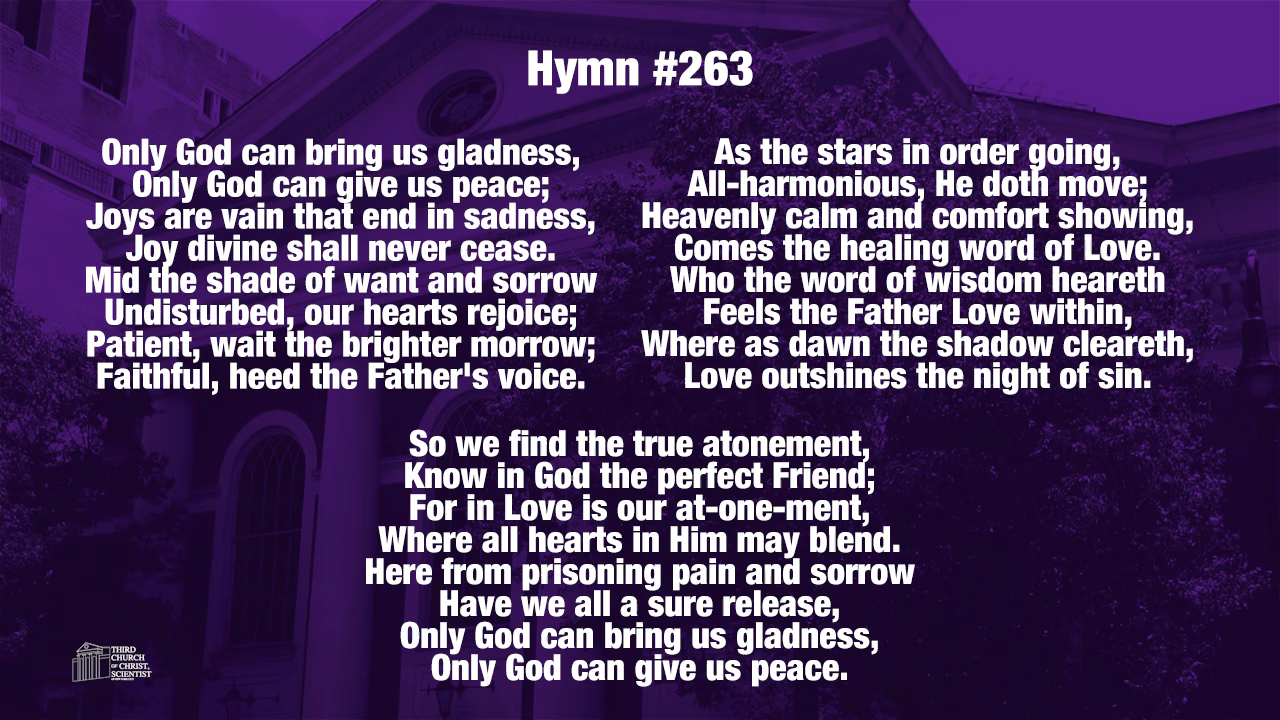 Hymn #263
Only God can bring us gladness,
Only God can give us peace;
Joys are vain that end in sadness,
Joy divine shall never cease.
Mid the shade of want and sorrow
Undisturbed, our hearts rejoice;
Patient, wait the brighter morrow;
Faithful, heed the Father's voice.
As the stars in order going,
All-harmonious, He doth move;
Heavenly calm and comfort showing,
Comes the healing word of Love.
Who the word of wisdom heareth
Feels the Father Love within,
Where as dawn the shadow cleareth,
Love outshines the night of sin.
So we find the true atonement,
Know in God the perfect Friend;
For in Love is our at-one-ment,
Where all hearts in Him may blend.
Here from prisoning pain and sorrow
Have we all a sure release,
Only God can bring us gladness,
Only God can give us peace.
THIRD
CHURCH
OF CHRIST,
SCIENTIST